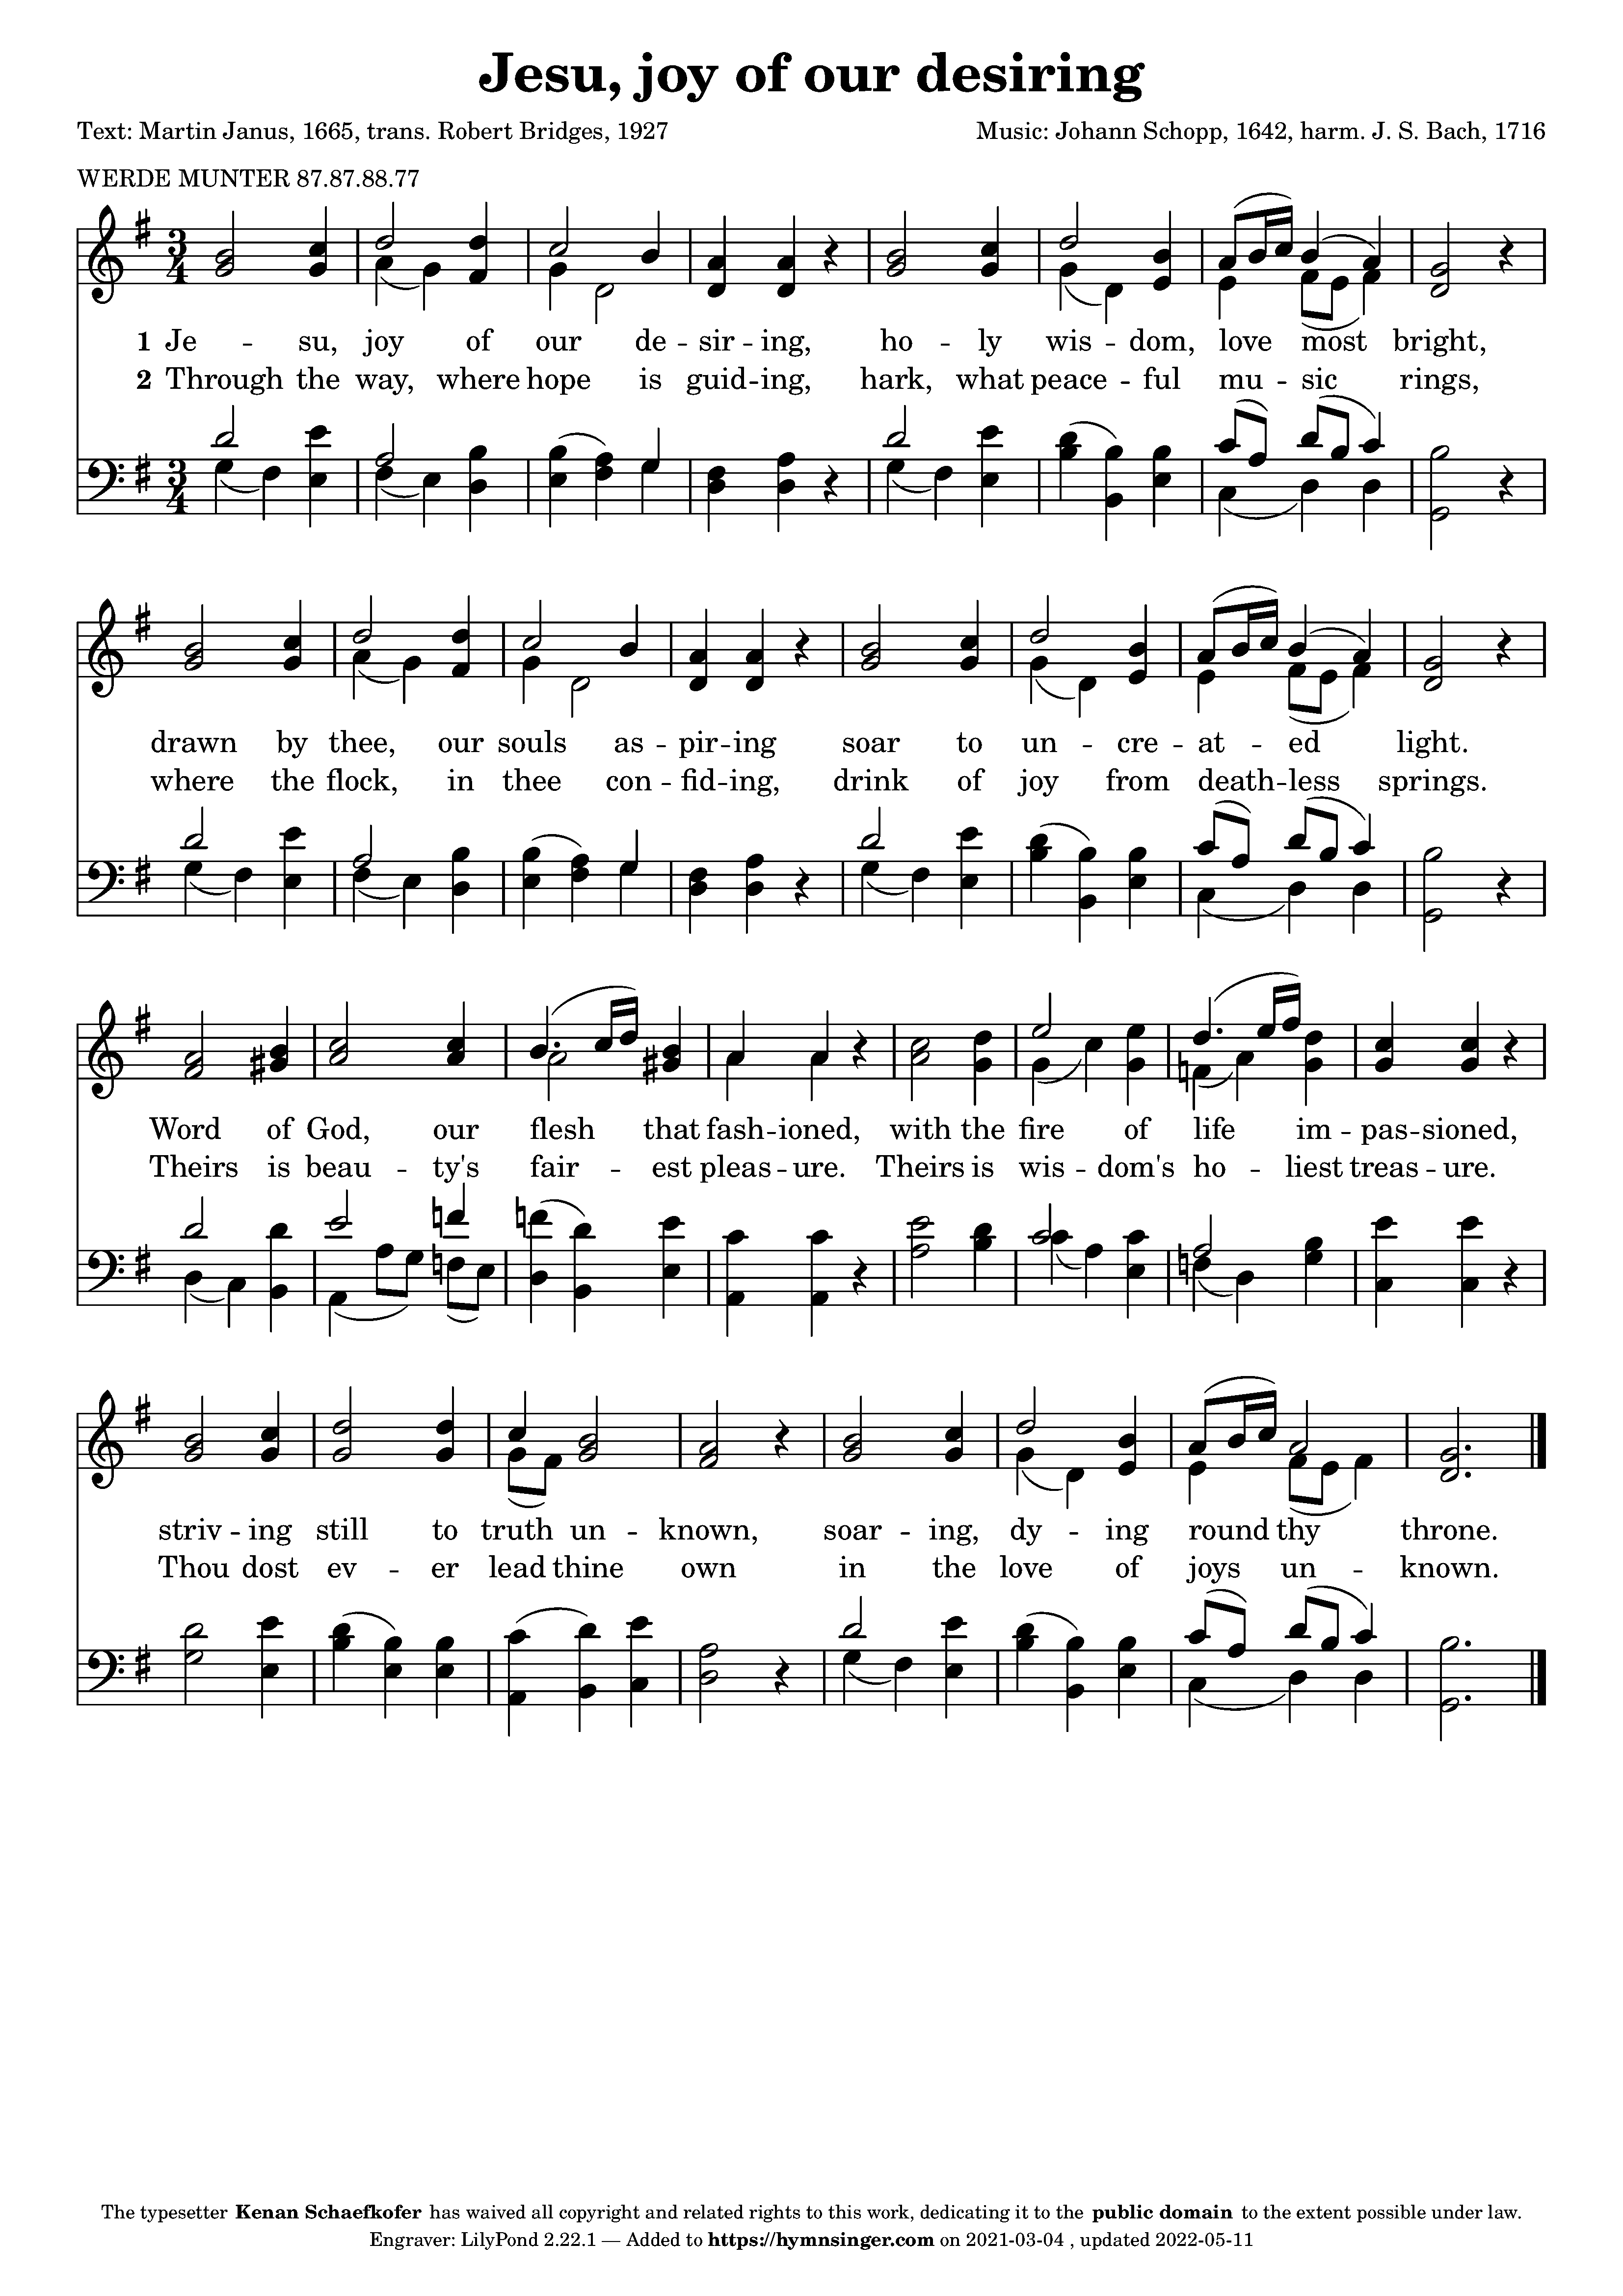 Jesu, joy of our desiring
Text: Martin Janus, 1665, trans. Robert Bridges, 1927
Music: Johann Schopp, 1642, harm. J. S. Bach, 1716
WERDE MUNTER 87.87.88.77
3 4
1 Je - su, joy of our de - sir - ing, ho - ly wis - dom, love most bright,
2 Through the way, where hope is guid - ing, hark, what peace - ful mu - sic rings,
3 4
drawn by thee, our souls as - pir - ing soar to un - cre - at - ed light.
where the flock, in thee con - fid - ing, drink of joy from death - less springs.
Word of God, our flesh that fash - ioned, with the fire of life im - pas - sioned,
Theirs is beau - ty's fair - est pleas - ure. Theirs is wis - dom's ho - liest treas - ure.
striv - ing still to truth un - known, soar - ing, dy - ing round thy throne.
Thou dost ev - er lead thine own in the love of joys un - known.
The typesetter Kenan Schaefkofer has waived all copyright and related rights to this work, dedicating it to the public domain to the extent possible under law.
Engraver: LilyPond 2.22.1 — Added to https://hymnsinger.com on 2021-03-04 , updated 2022-05-11